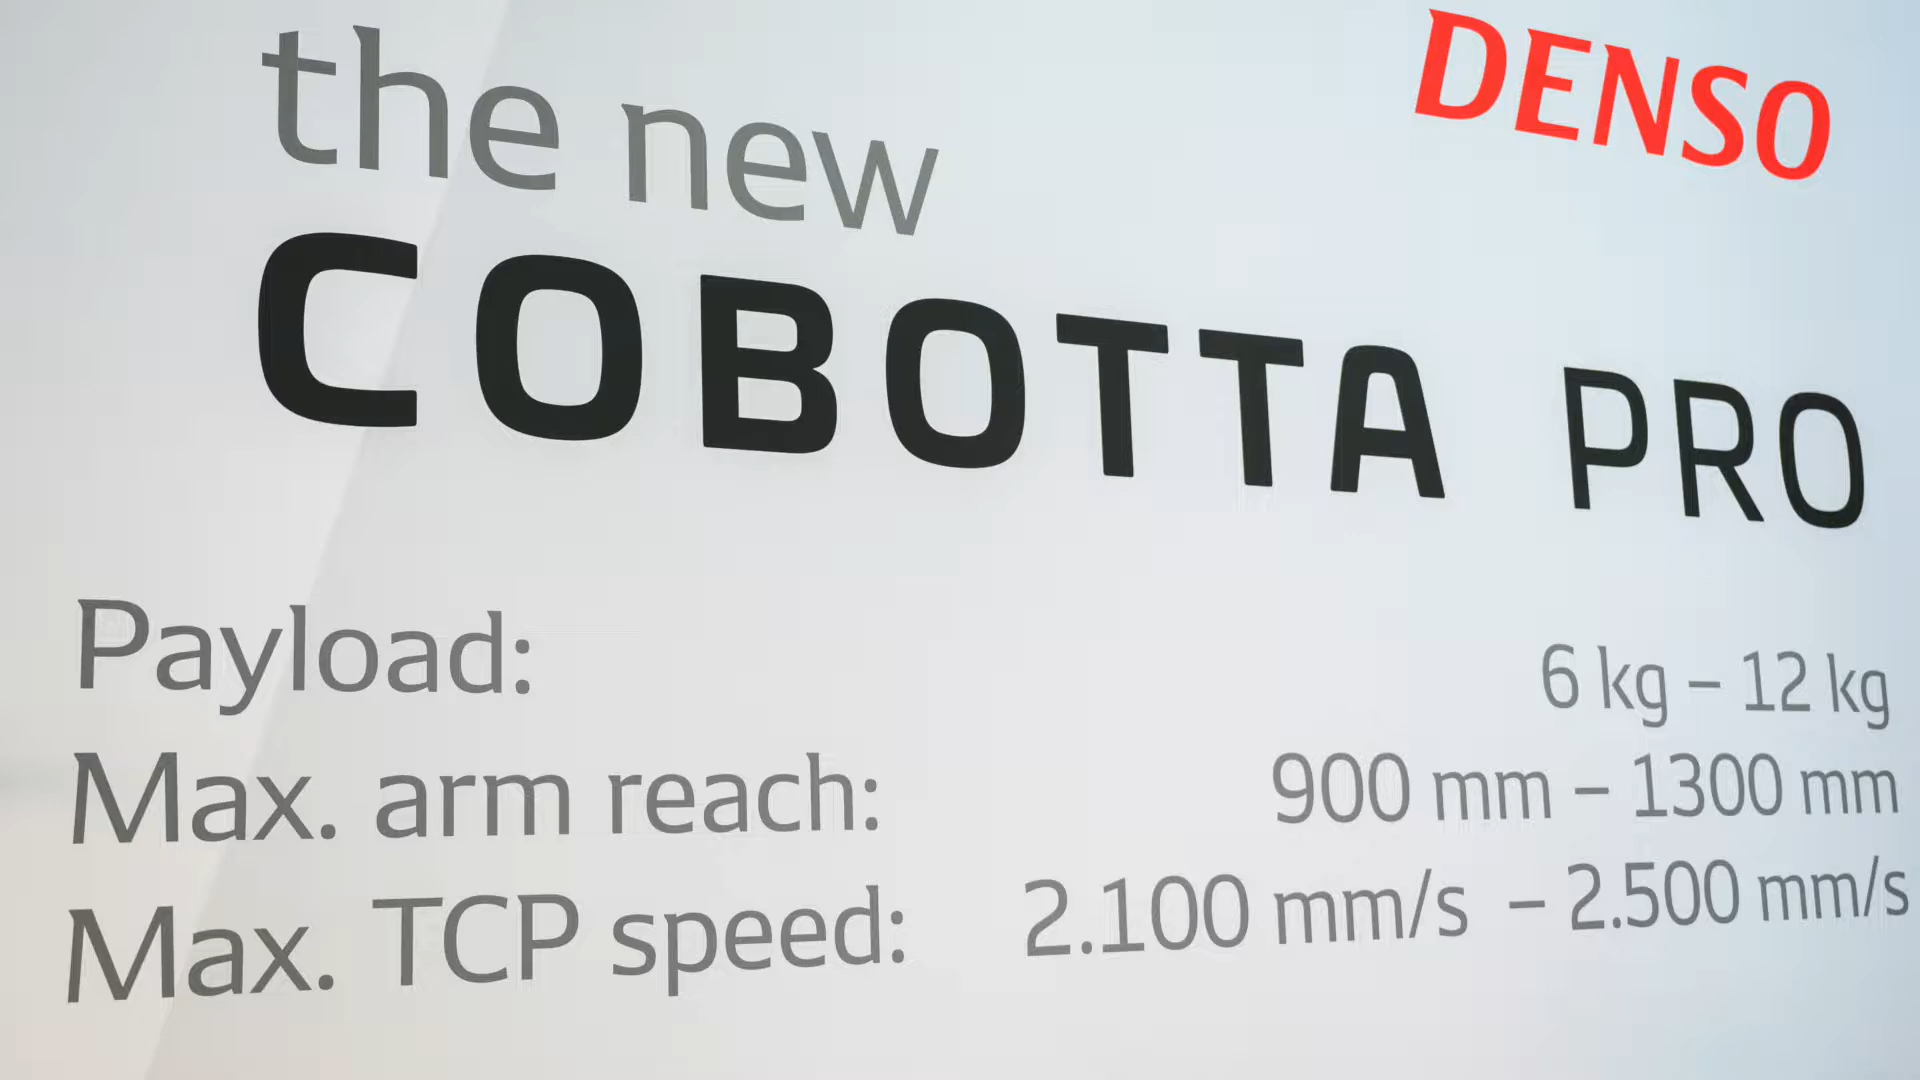 DENSO
the new
COBOTTA PRO
Payload: 6 kg – 12 kg
Max. arm reach: 900 mm – 1300 mm
Max. TCP speed: 2.100 mm/s – 2.500 mm/s